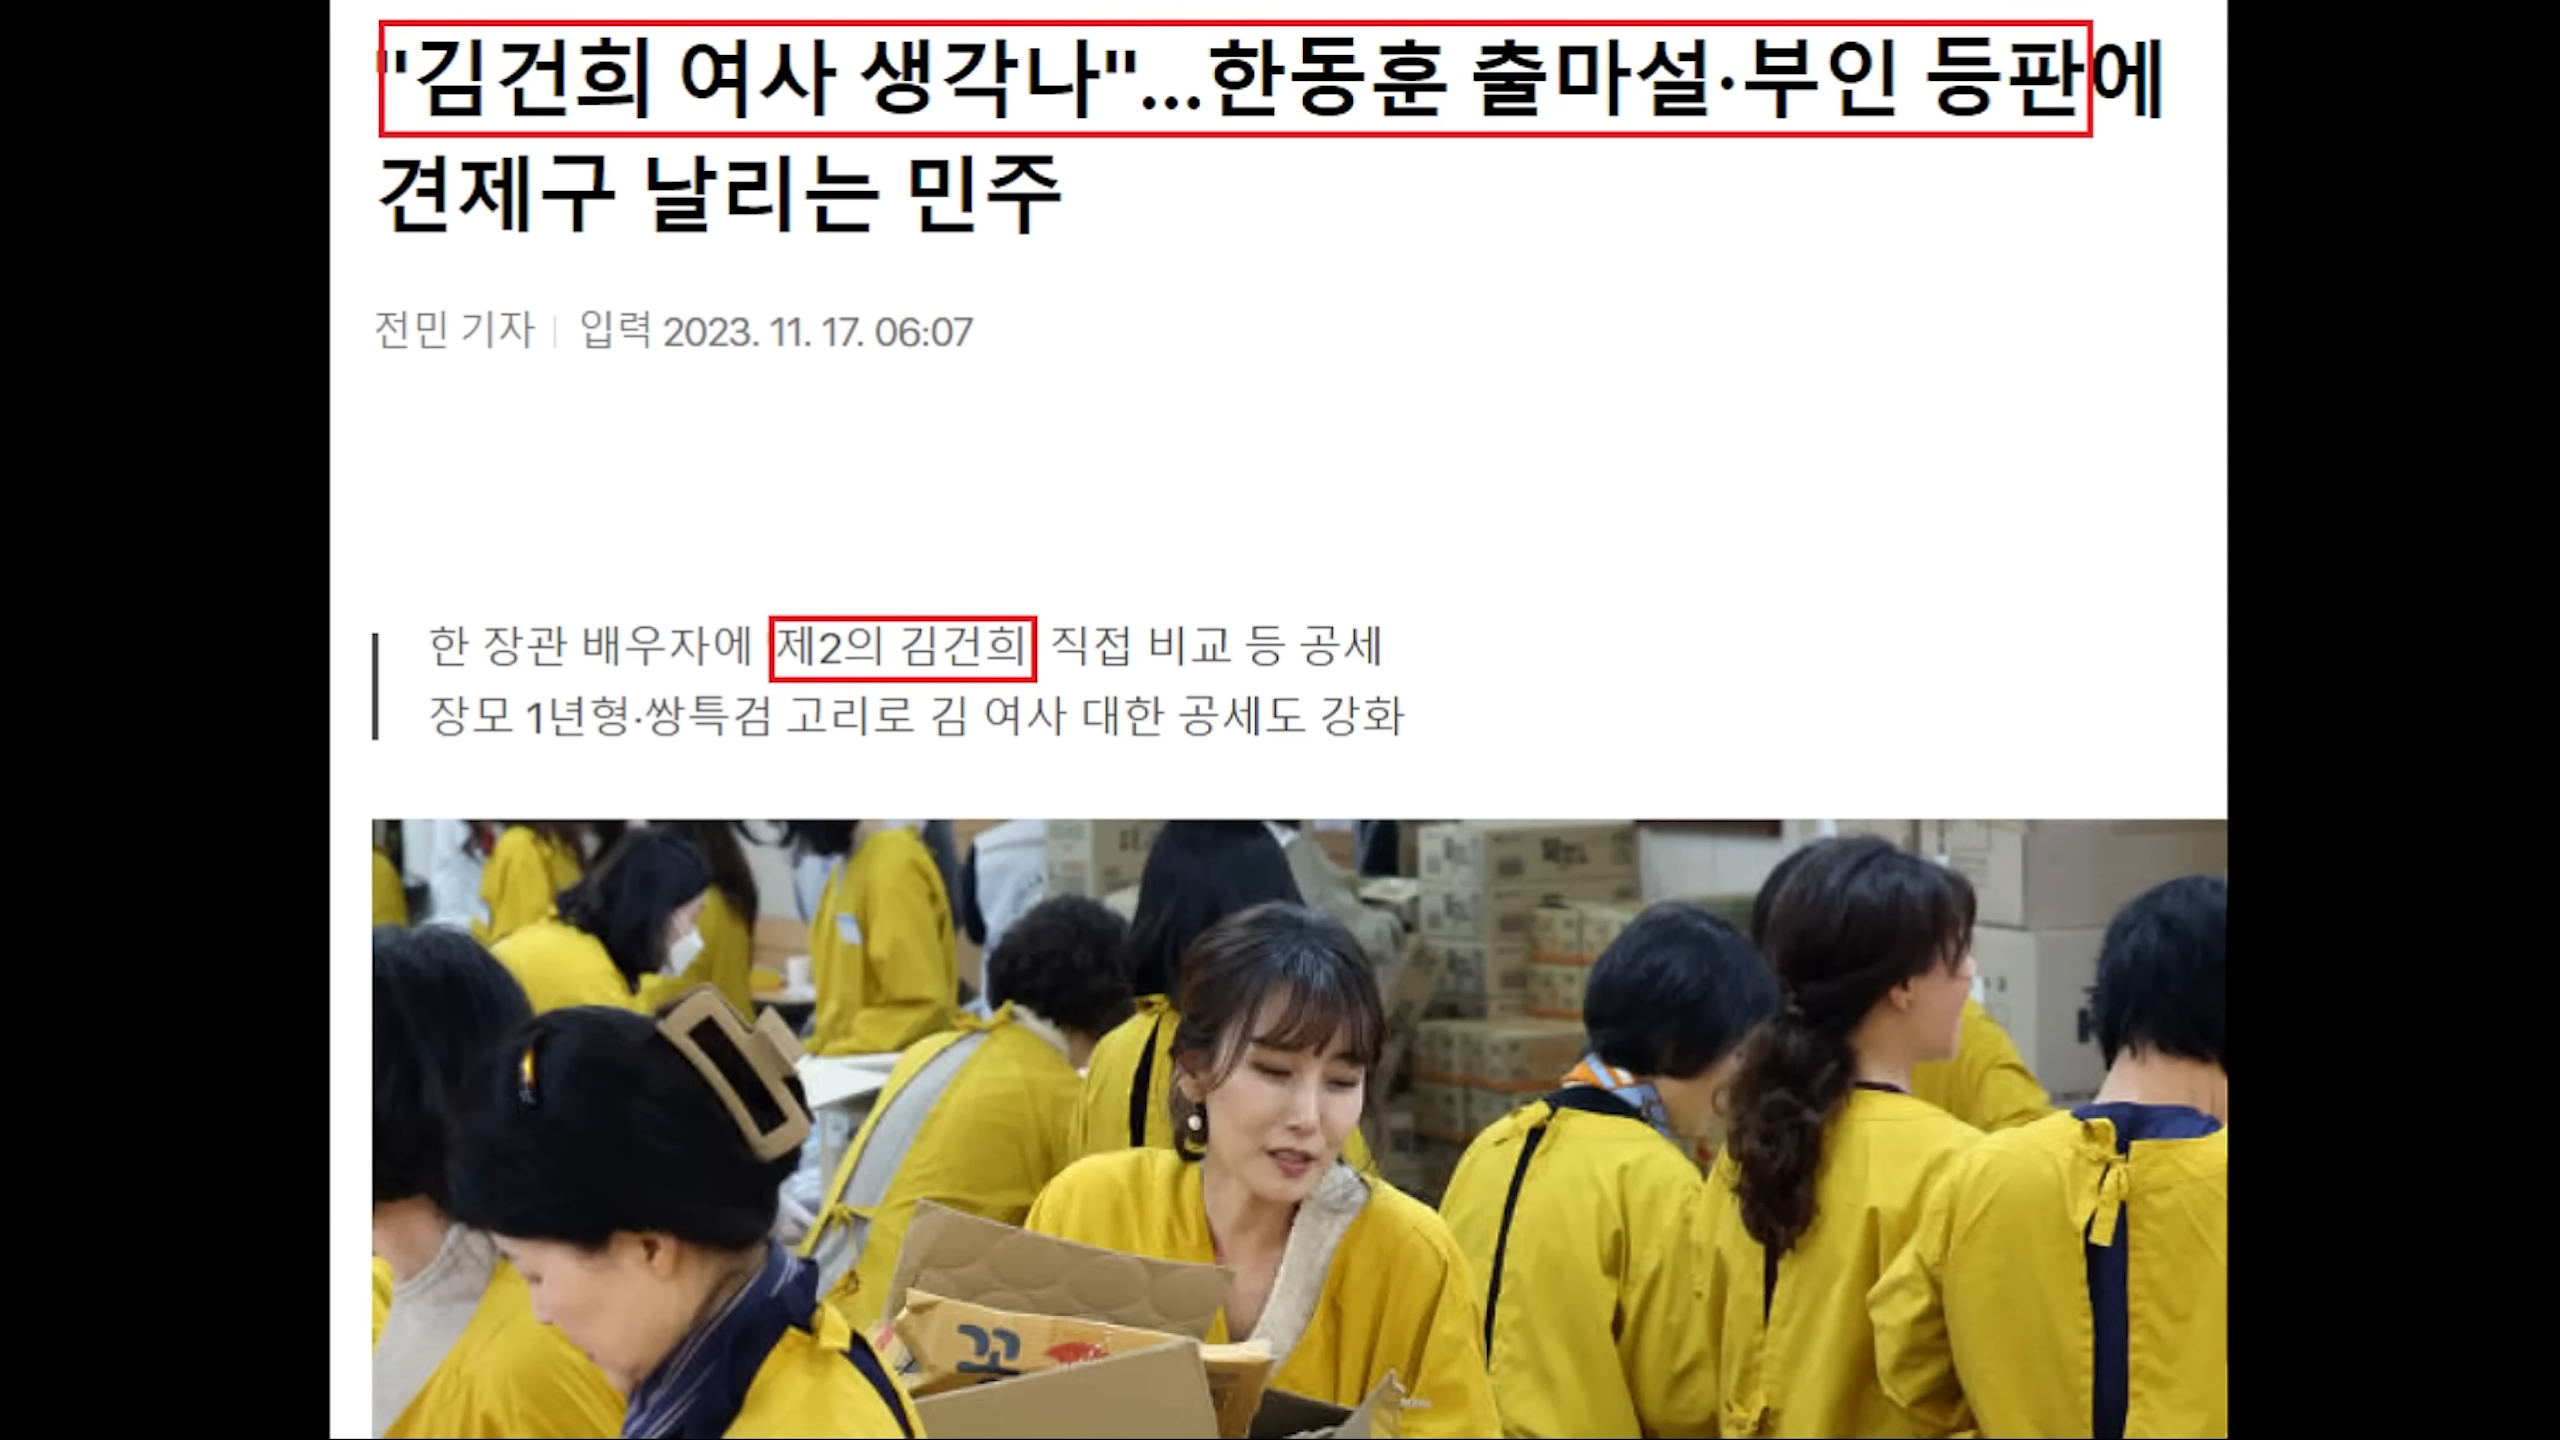 "김건희 여사 생각나"...한동훈 출마설·부인 등판에
견제구 날리는 민주
전민 기자 입력 2023. 11. 17. 06:07
한 장관 배우자에 '제2의 김건희' 직접 비교 등 공세
장모 1년형·쌍특검 고리로 김 여사 대한 공세도 강화
꽃